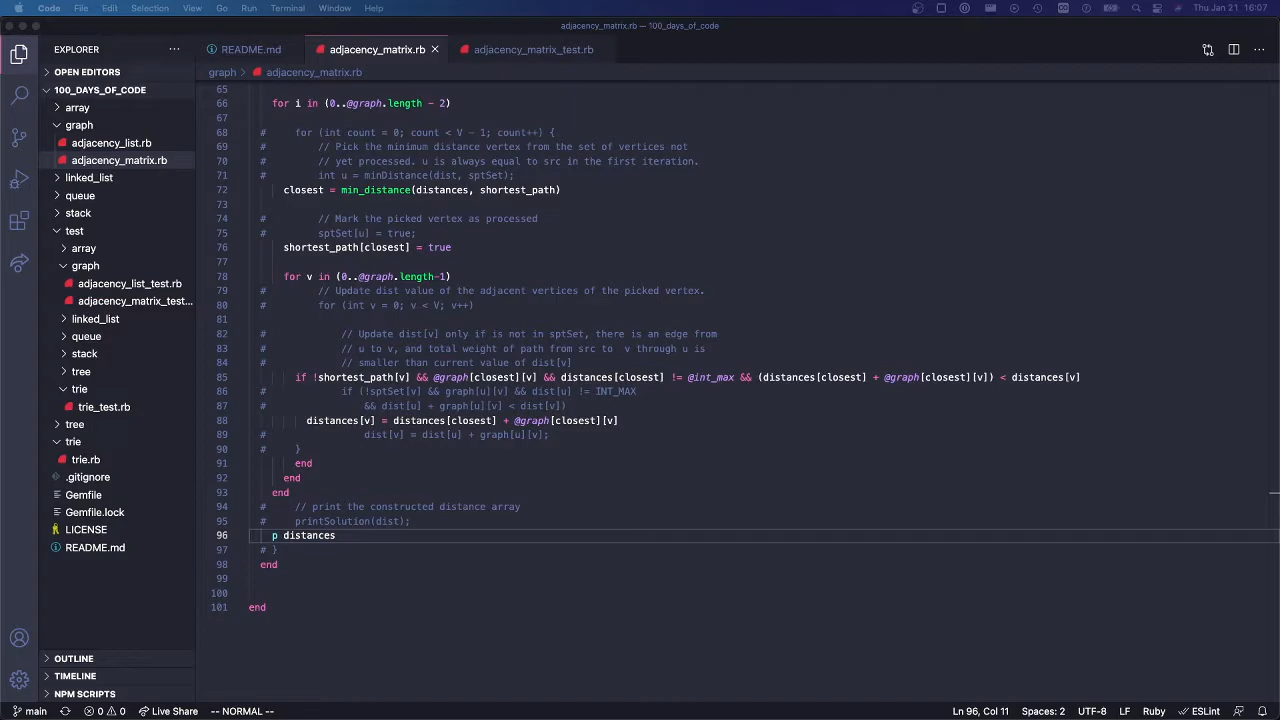 Code File Edit Selection View Go Run Terminal Window Help Thu Jan 21 16:07
adjacency_matrix.rb — 100_days_of_code
EXPLORER
README.md adjacency_matrix.rb adjacency_matrix_test.rb
graph > adjacency_matrix.rb
OPEN EDITORS
100_DAYS_OF_CODE
array
graph
adjacency_list.rb
adjacency_matrix.rb
linked_list
queue
stack
test
array
graph
adjacency_list_test.rb
adjacency_matrix_test...
linked_list
queue
stack
tree
trie
trie_test.rb
tree
trie
trie.rb
.gitignore
Gemfile
Gemfile.lock
LICENSE
README.md
OUTLINE
TIMELINE
NPM SCRIPTS
65
66 for i in (0..@graph.length - 2)
67
68 # for (int count = 0; count < V - 1; count++) {
69 # // Pick the minimum distance vertex from the set of vertices not
70 # // yet processed. u is always equal to src in the first iteration.
71 # int u = minDistance(dist, sptSet);
72 closest = min_distance(distances, shortest_path)
73
74 # // Mark the picked vertex as processed
75 # sptSet[u] = true;
76 shortest_path[closest] = true
77
78 for v in (0..@graph.length-1)
79 # // Update dist value of the adjacent vertices of the picked vertex.
80 # for (int v = 0; v < V; v++)
81
82 # // Update dist[v] only if is not in sptSet, there is an edge from
83 # // u to v, and total weight of path from src to  v through u is
84 # // smaller than current value of dist[v]
85 if !shortest_path[v] && @graph[closest][v] && distances[closest] != @int_max && (distances[closest] + @graph[closest][v]) < distances[v]
86 # if (!sptSet[v] && graph[u][v] && dist[u] != INT_MAX
87 # && dist[u] + graph[u][v] < dist[v])
88 distances[v] = distances[closest] + @graph[closest][v]
89 # dist[v] = dist[u] + graph[u][v];
90 # }
91 end
92 end
93 end
94 # // print the constructed distance array
95 # printSolution(dist);
96 p distances
97 # }
98 end
99
100
101 end
main 0 0 Live Share -- NORMAL -- Ln 96, Col 11 Spaces: 2 UTF-8 LF Ruby ESLint